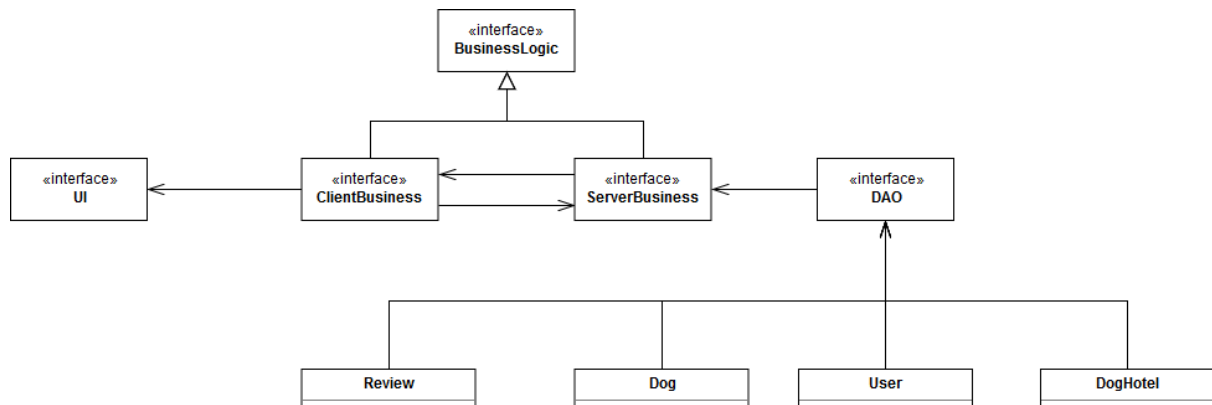 «interface»
BusinessLogic
«interface»
UI
«interface»
ClientBusiness
«interface»
ServerBusiness
«interface»
DAO
Review
Dog
User
DogHotel